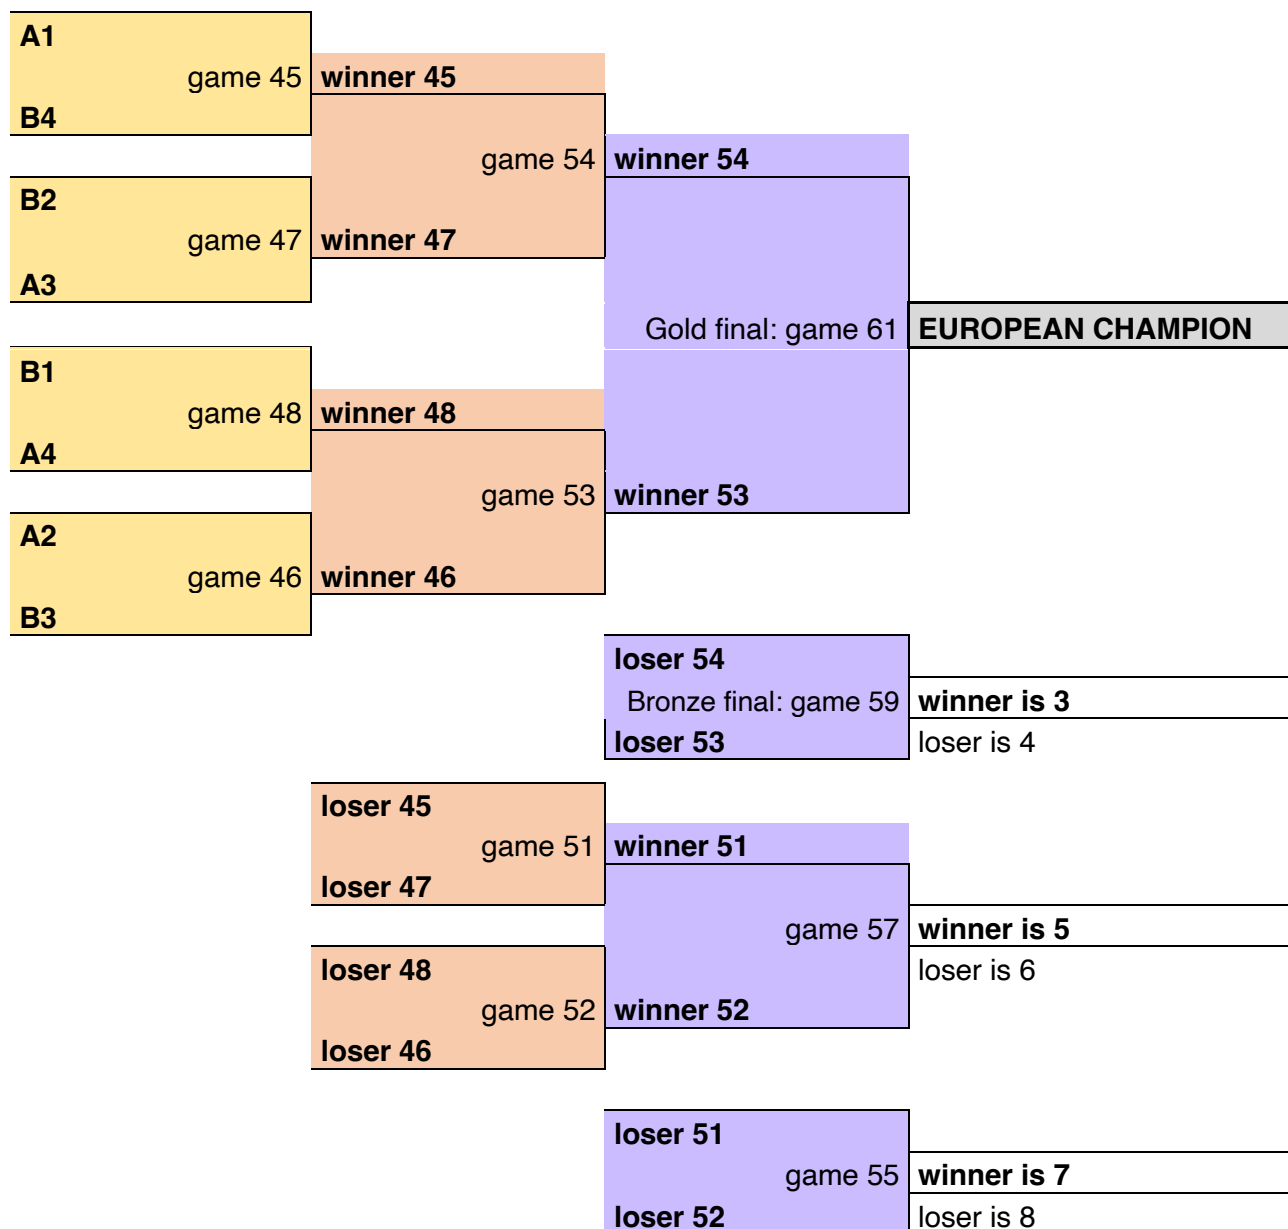 A1
game 45 winner 45
B4
game 54 winner 54
B2
game 47 winner 47
A3
Gold final: game 61 EUROPEAN CHAMPION
B1
game 48 winner 48
A4
game 53 winner 53
A2
game 46 winner 46
B3
loser 54
Bronze final: game 59 winner is 3
loser 53 loser is 4
loser 45
game 51 winner 51
loser 47
game 57 winner is 5
loser 48 loser is 6
game 52 winner 52
loser 46
loser 51
game 55 winner is 7
loser 52 loser is 8